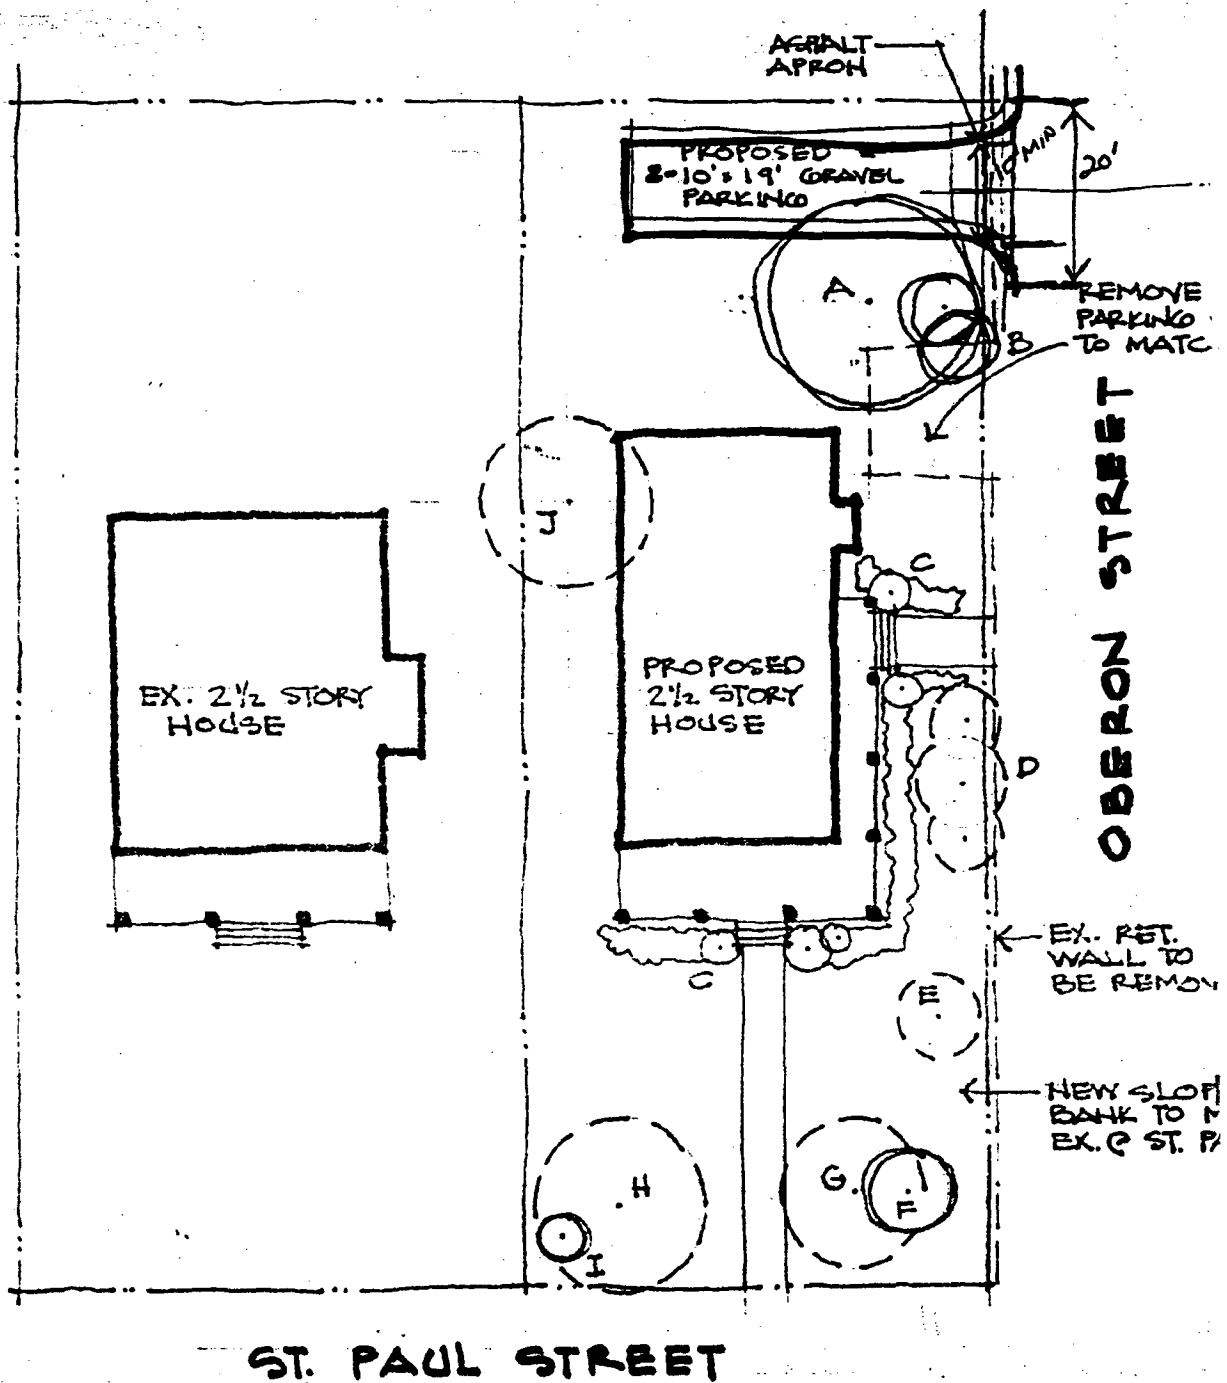 ASPHALT
APRON
PROPOSED
2-10'x19' GRAVEL
PARKING
MIN
20'
A
REMOVE
PARKING
TO MATC
B
J
C
EX. 2½ STORY
HOUSE
PROPOSED
2½ STORY
HOUSE
D
OBERON STREET
EX. RET.
WALL TO
BE REMOV
C
E
NEW SLOP
BANK TO M
EX. @ ST. PA
H
G
F
I
ST. PAUL STREET